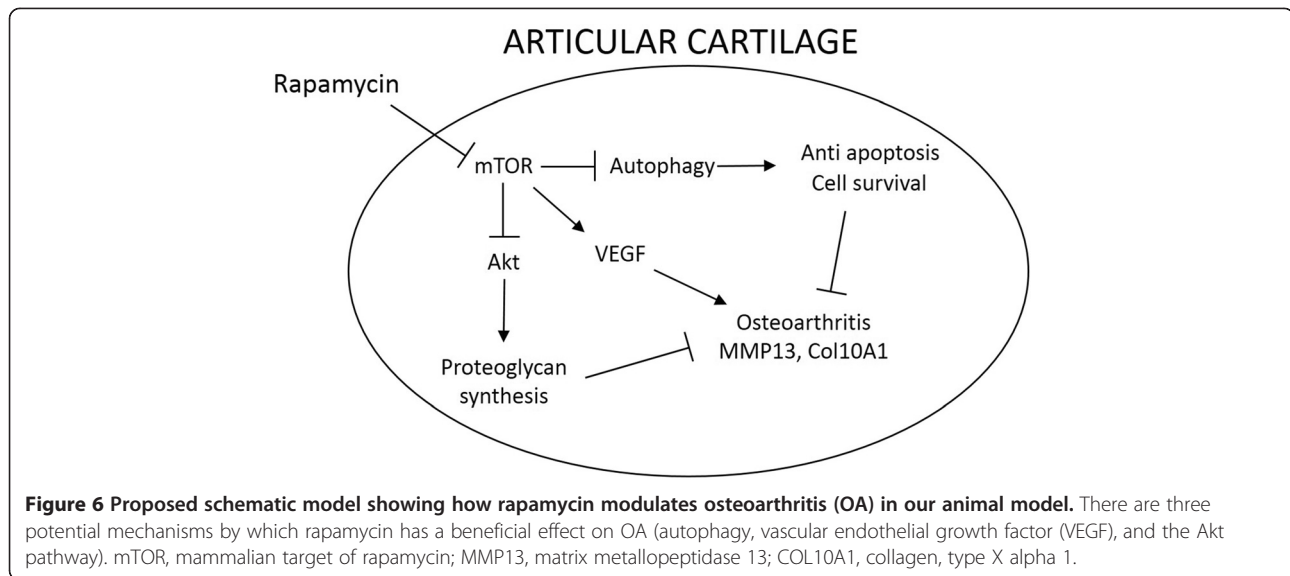 ARTICULAR CARTILAGE
Rapamycin
mTOR
Autophagy
Anti apoptosis
Cell survival
Akt
VEGF
Osteoarthritis
MMP13, Col10A1
Proteoglycan
synthesis
Figure 6 Proposed schematic model showing how rapamycin modulates osteoarthritis (OA) in our animal model. There are three
potential mechanisms by which rapamycin has a beneficial effect on OA (autophagy, vascular endothelial growth factor (VEGF), and the Akt
pathway). mTOR, mammalian target of rapamycin; MMP13, matrix metallopeptidase 13; COL10A1, collagen, type X alpha 1.